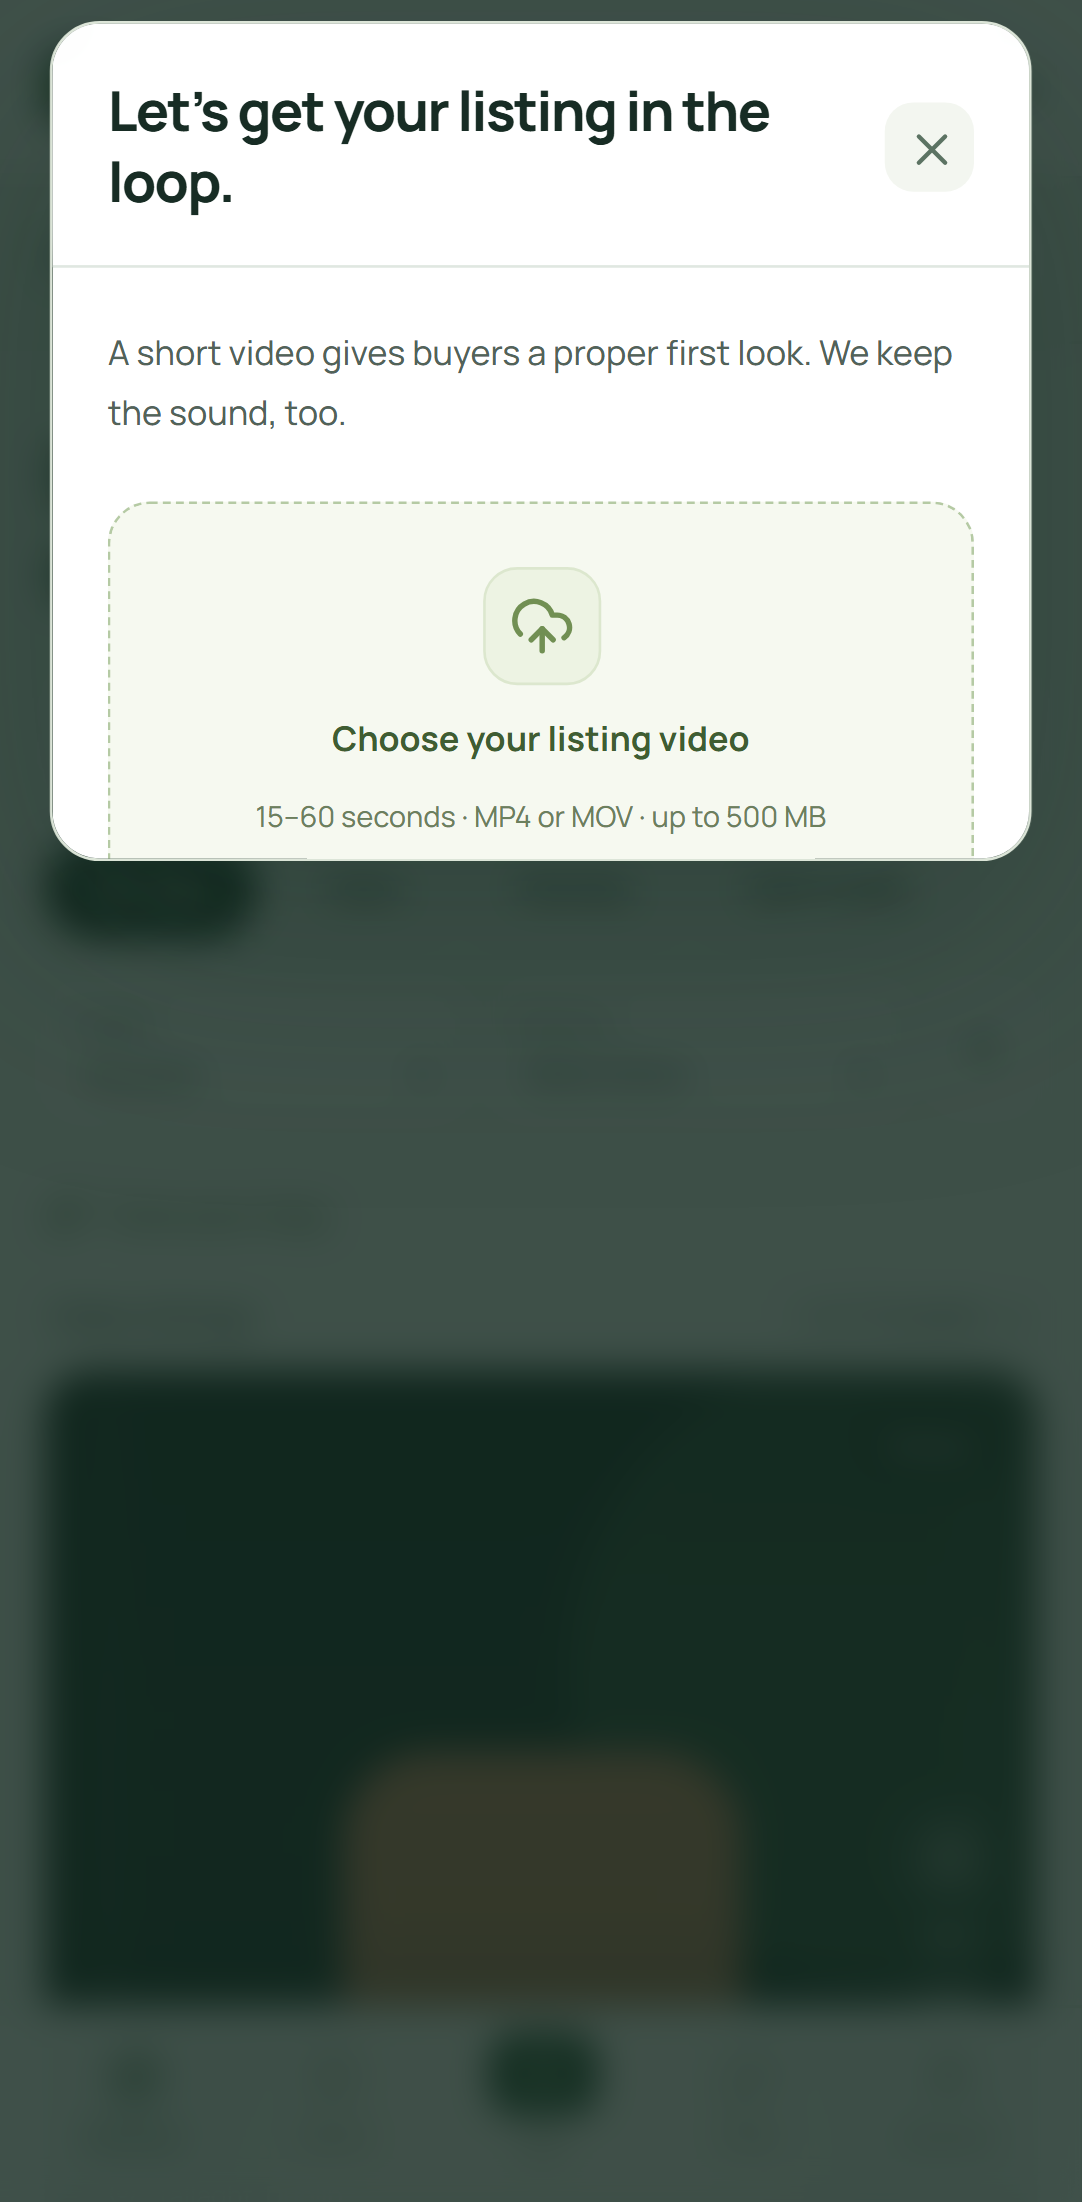 Let's get your listing in the
loop.
A short video gives buyers a proper first look. We keep
the sound, too.
Choose your listing video
15–60 seconds · MP4 or MOV · up to 500 MB